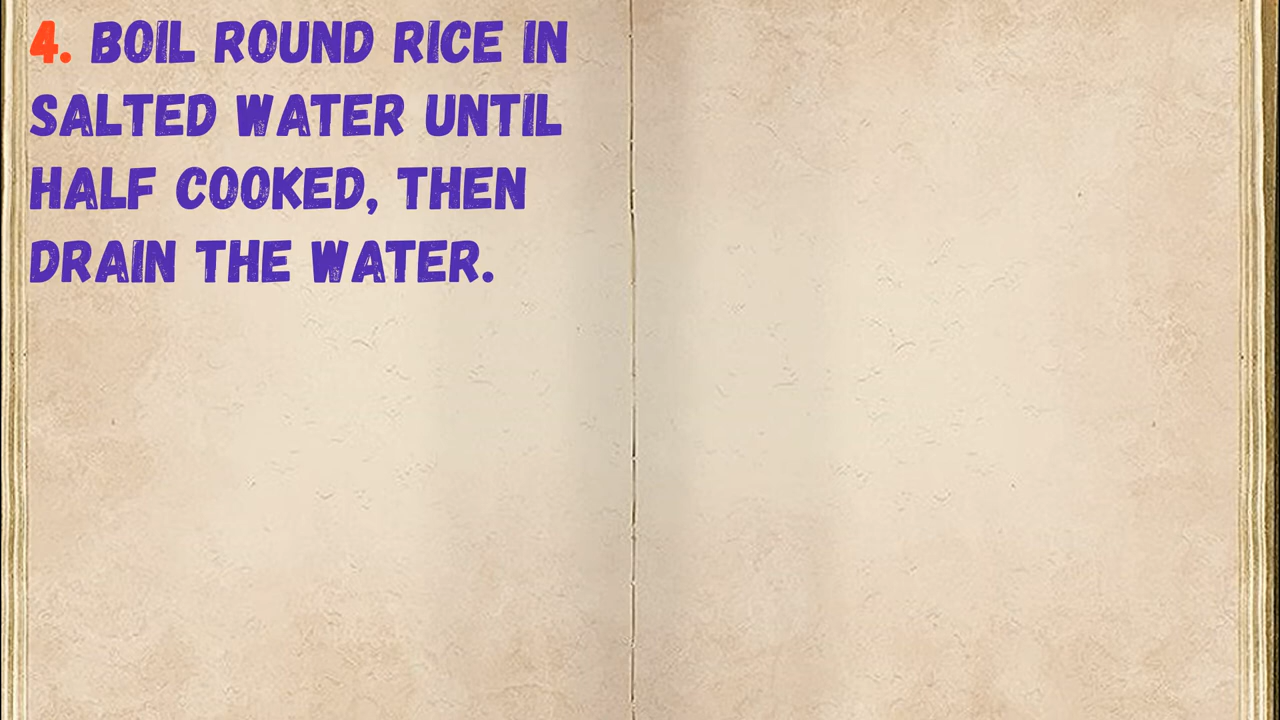 4. BOIL ROUND RICE IN
SALTED WATER UNTIL
HALF COOKED, THEN
DRAIN THE WATER.